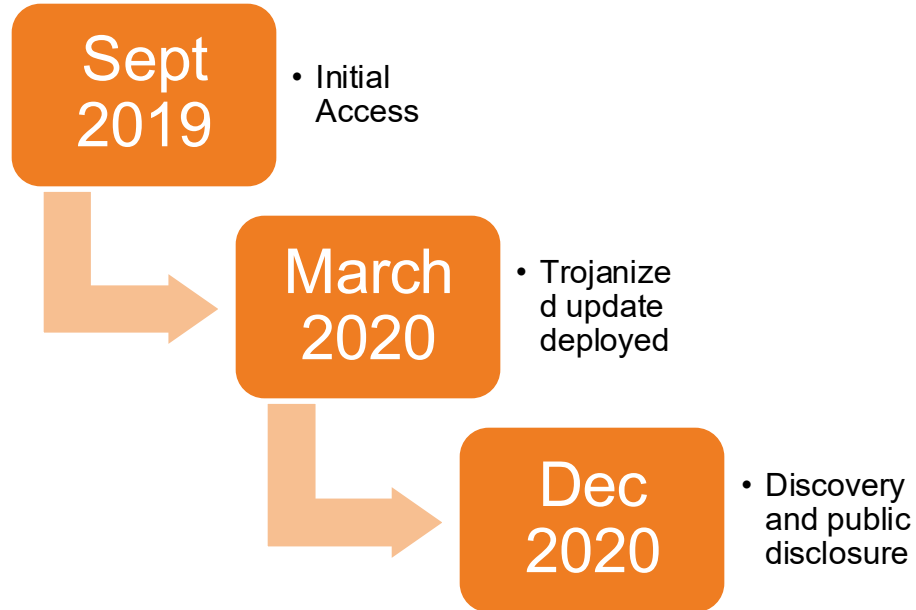 Sept
2019
• Initial
Access
March
2020
• Trojanize
d update
deployed
Dec
2020
• Discovery
and public
disclosure